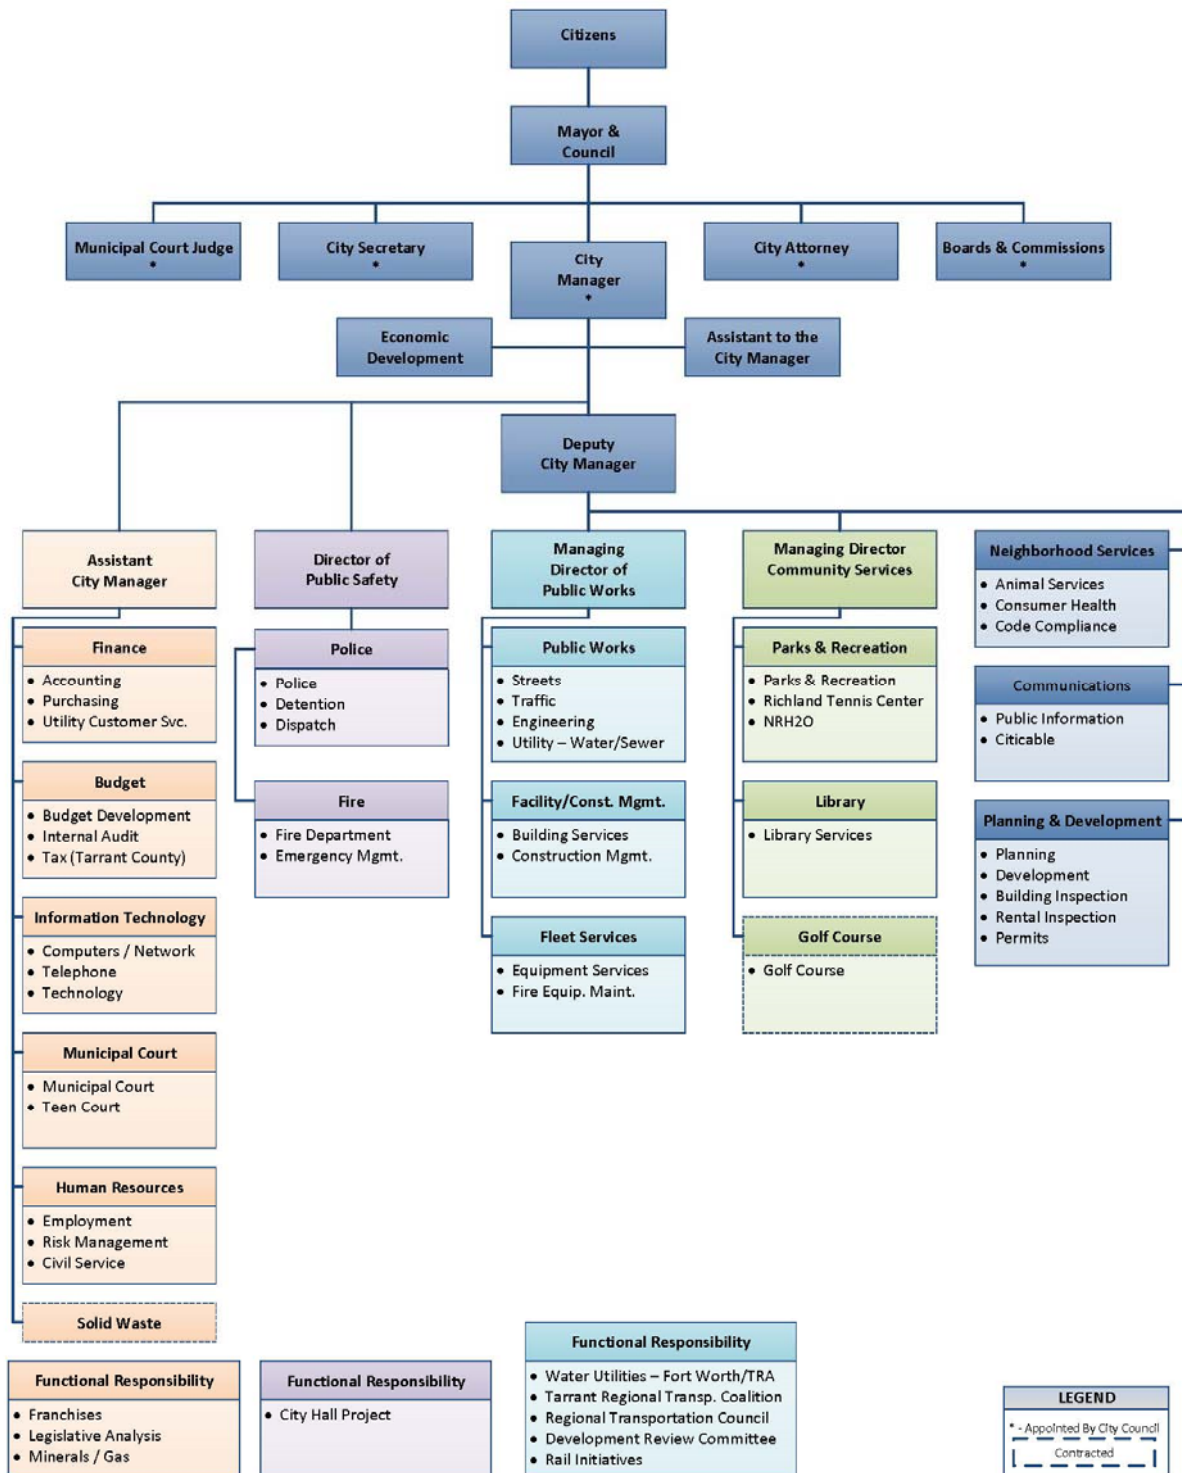 Citizens
Mayor &
Council
Municipal Court Judge
*
City Secretary
*
City
Manager
*
City Attorney
*
Boards & Commissions
*
Economic
Development
Assistant to the
City Manager
Deputy
City Manager
Assistant
City Manager
Finance
• Accounting
• Purchasing
• Utility Customer Svc.
Budget
• Budget Development
• Internal Audit
• Tax (Tarrant County)
Information Technology
• Computers / Network
• Telephone
• Technology
Municipal Court
• Municipal Court
• Teen Court
Human Resources
• Employment
• Risk Management
• Civil Service
Solid Waste
Functional Responsibility
• Franchises
• Legislative Analysis
• Minerals / Gas
Director of
Public Safety
Police
• Police
• Detention
• Dispatch
Fire
• Fire Department
• Emergency Mgmt.
Functional Responsibility
• City Hall Project
Managing
Director of
Public Works
Public Works
• Streets
• Traffic
• Engineering
• Utility – Water/Sewer
Facility/Const. Mgmt.
• Building Services
• Construction Mgmt.
Fleet Services
• Equipment Services
• Fire Equip. Maint.
Functional Responsibility
• Water Utilities – Fort Worth/TRA
• Tarrant Regional Transp. Coalition
• Regional Transportation Council
• Development Review Committee
• Rail Initiatives
Managing Director
Community Services
Parks & Recreation
• Parks & Recreation
• Richland Tennis Center
• NRH2O
Library
• Library Services
Golf Course
• Golf Course
Neighborhood Services
• Animal Services
• Consumer Health
• Code Compliance
Communications
• Public Information
• Citicable
Planning & Development
• Planning
• Development
• Building Inspection
• Rental Inspection
• Permits
LEGEND
* - Appointed By City Council
Contracted